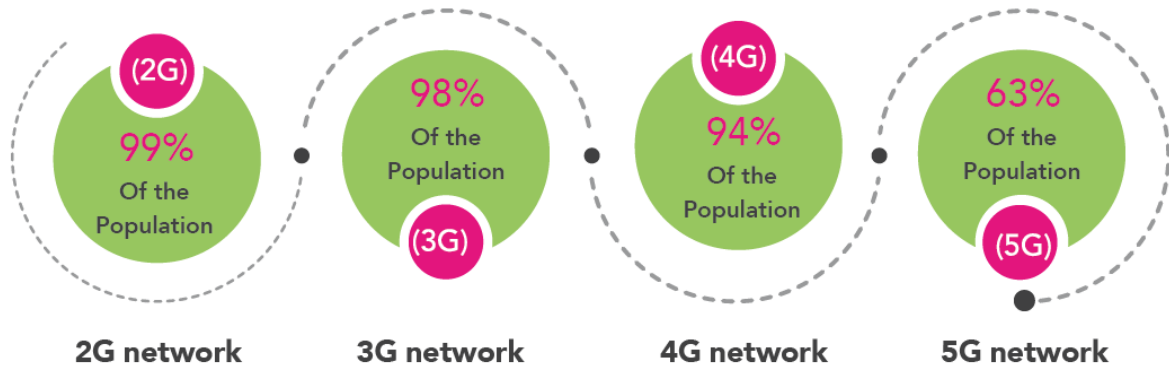 (2G)
99%
Of the
Population
2G network
98%
Of the
Population
(3G)
3G network
(4G)
94%
Of the
Population
4G network
63%
Of the
Population
(5G)
5G network